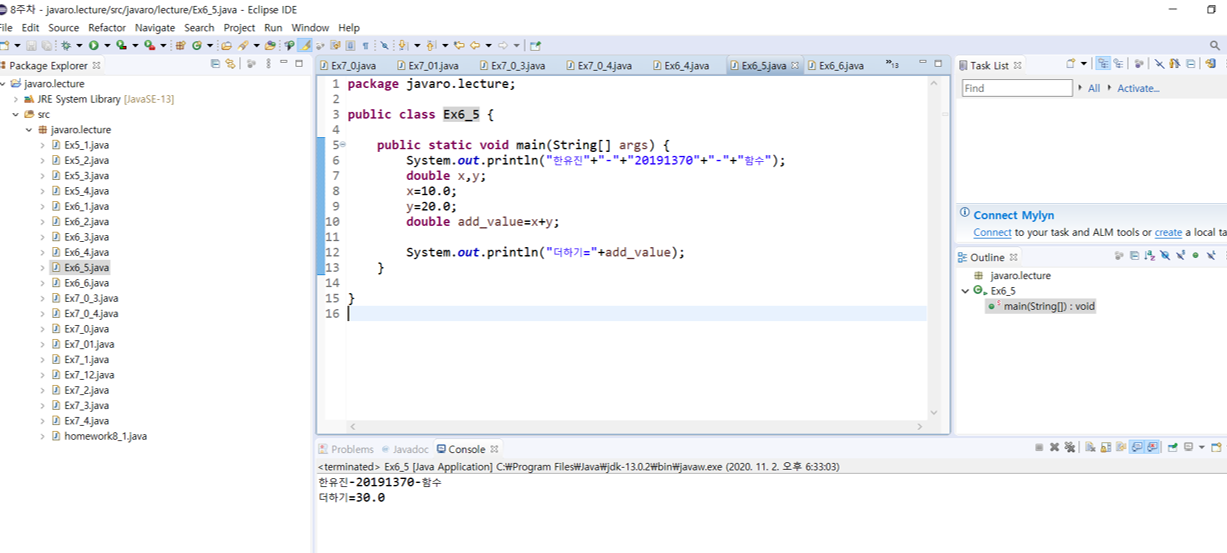 8주차 - javaro.lecture/src/javaro/lecture/Ex6_5.java - Eclipse IDE
File Edit Source Refactor Navigate Search Project Run Window Help
Package Explorer
javaro.lecture
JRE System Library [JavaSE-13]
src
javaro.lecture
Ex5_1.java
Ex5_2.java
Ex5_3.java
Ex5_4.java
Ex6_1.java
Ex6_2.java
Ex6_3.java
Ex6_4.java
Ex6_5.java
Ex6_6.java
Ex7_0_3.java
Ex7_0_4.java
Ex7_0.java
Ex7_01.java
Ex7_1.java
Ex7_12.java
Ex7_2.java
Ex7_3.java
Ex7_4.java
homework8_1.java
Ex7_0.java Ex7_01.java Ex7_0_3.java Ex7_0_4.java Ex6_4.java Ex6_5.java Ex6_6.java »13
1 package javaro.lecture;
2
3 public class Ex6_5 {
4
5 public static void main(String[] args) {
6 System.out.println("한유진"+"-"+"20191370"+"-"+"함수");
7 double x,y;
8 x=10.0;
9 y=20.0;
10 double add_value=x+y;
11
12 System.out.println("더하기="+add_value);
13 }
14
15 }
16
Task List
Find All Activate...
Connect Mylyn
Connect to your task and ALM tools or create a local ta
Outline
javaro.lecture
Ex6_5
main(String[]) : void
Problems Javadoc Console
<terminated> Ex6_5 [Java Application] C:₩Program Files₩Java₩jdk-13.0.2₩bin₩javaw.exe (2020. 11. 2. 오후 6:33:03)
한유진-20191370-함수
더하기=30.0